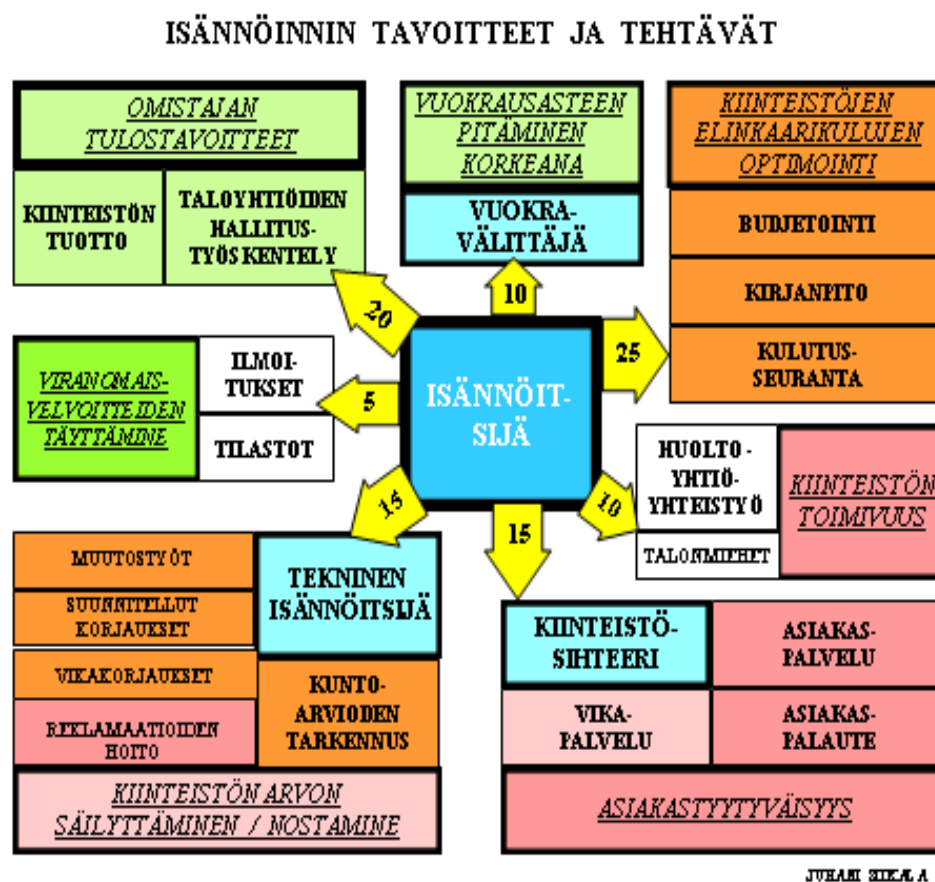 ISÄNNÖINNIN TAVOITTEET JA TEHTÄVÄT
OMISTAJAN
TULOSTAVOITTEET
KIINTEISTÖN
TUOTTO
TALOYHTIÖIDEN
HALLITUS-
TYÖSKENTELY
VUOKRAUSASTEEN
PITÄMINEN
KORKEANA
VUOKRA-
VÄLITTÄJÄ
KIINTEISTÖJEN
ELINKAARIKULUJEN
OPTIMOINTI
BUDJETOINTI
KIRJANPITO
KULUTUS-
SEURANTA
20
10
25
VIRANOMAIS-
VELVOITTEIDEN
TÄYTTÄMINE
ILMOI-
TUKSET
TILASTOT
5
ISÄNNÖIT-
SIJÄ
15
15
10
HUOLTO-
YHTIÖ-
YHTEISTYÖ
TALONMIEHET
KIINTEISTÖN
TOIMIVUUS
MUUTOSTYÖT
SUUNNITELLUT
KORJAUKSET
VIKAKORJAUKSET
REKLAMAATIOIDEN
HOITO
TEKNINEN
ISÄNNÖITSIJÄ
KUNTO-
ARVIODEN
TARKENNUS
KIINTEISTÖN ARVON
SÄILYTTÄMINEN / NOSTAMINE
KIINTEISTÖ-
SIHTEERI
ASIAKAS-
PALVELU
VIKA-
PALVELU
ASIAKAS-
PALAUTE
ASIAKASTYYTYVÄISYYS
JUHANI